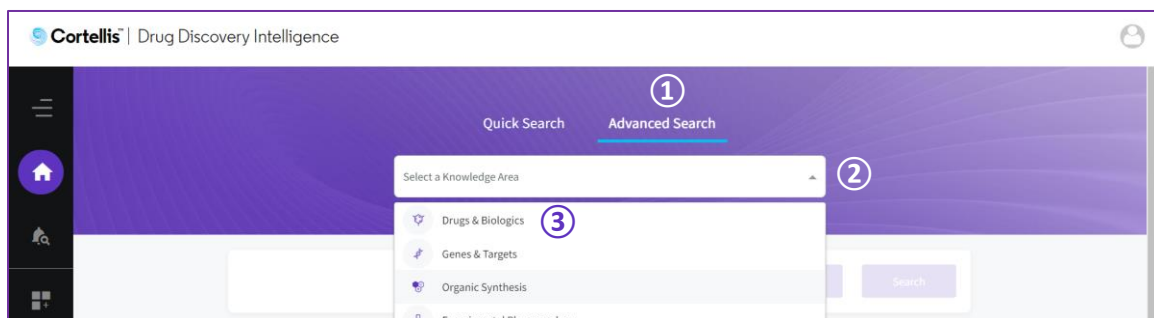 Cortellis™ | Drug Discovery Intelligence
①
Quick Search Advanced Search
Select a Knowledge Area ②
Drugs & Biologics ③
Genes & Targets
Organic Synthesis Search